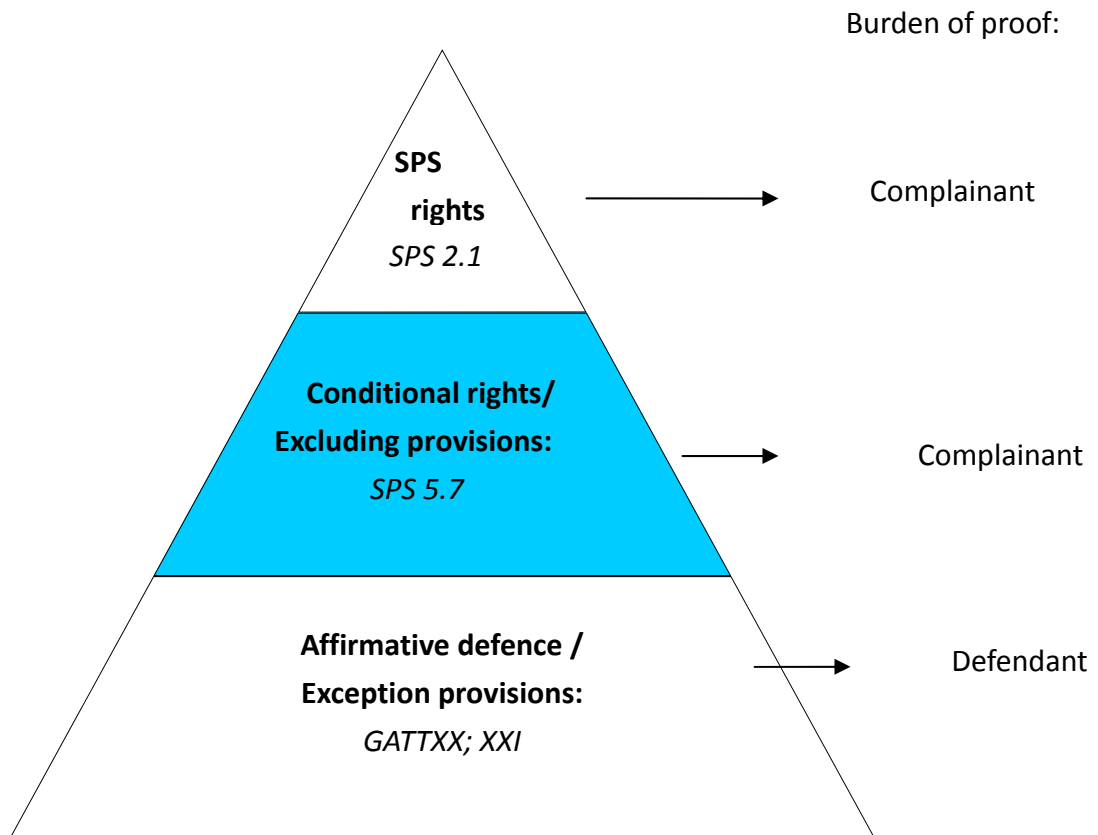 Burden of proof:
SPS
rights
SPS 2.1
Complainant
Conditional rights/
Excluding provisions:
SPS 5.7
Complainant
Affirmative defence /
Exception provisions:
GATTXX; XXI
Defendant